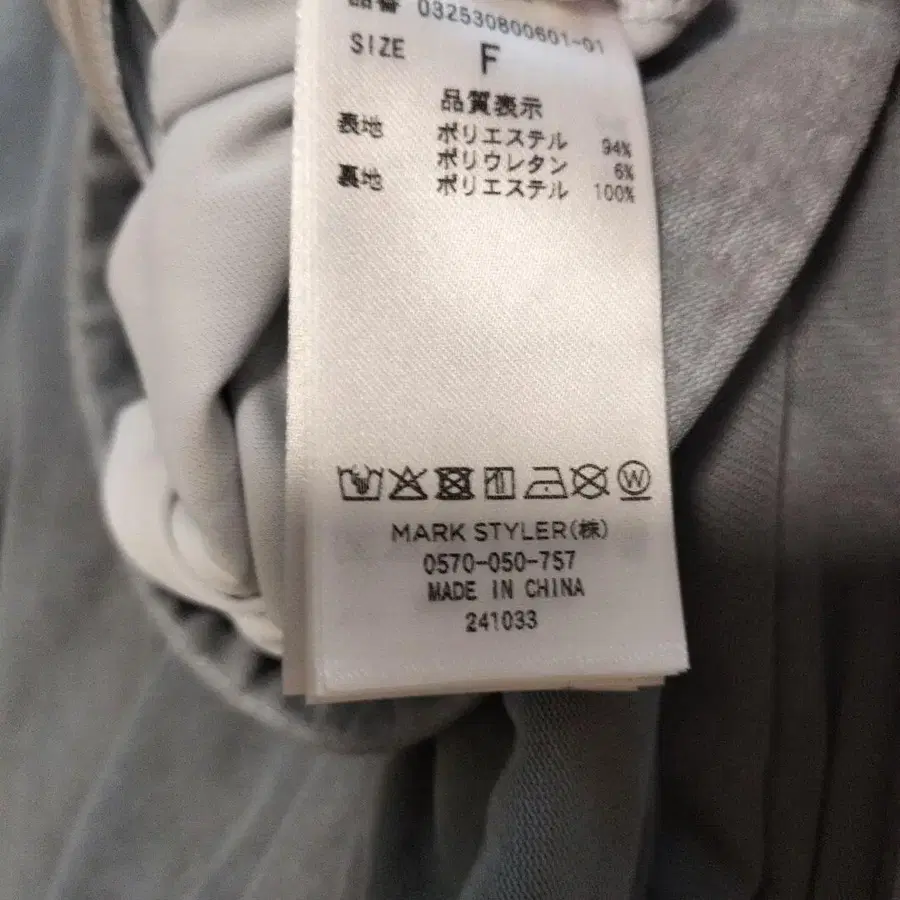 品番 032530800601-01
SIZE F
品質表示
表地 ポリエステル 94%
ポリウレタン 6%
裏地 ポリエステル 100%
W
MARK STYLER(株)
0570-050-757
MADE IN CHINA
241033